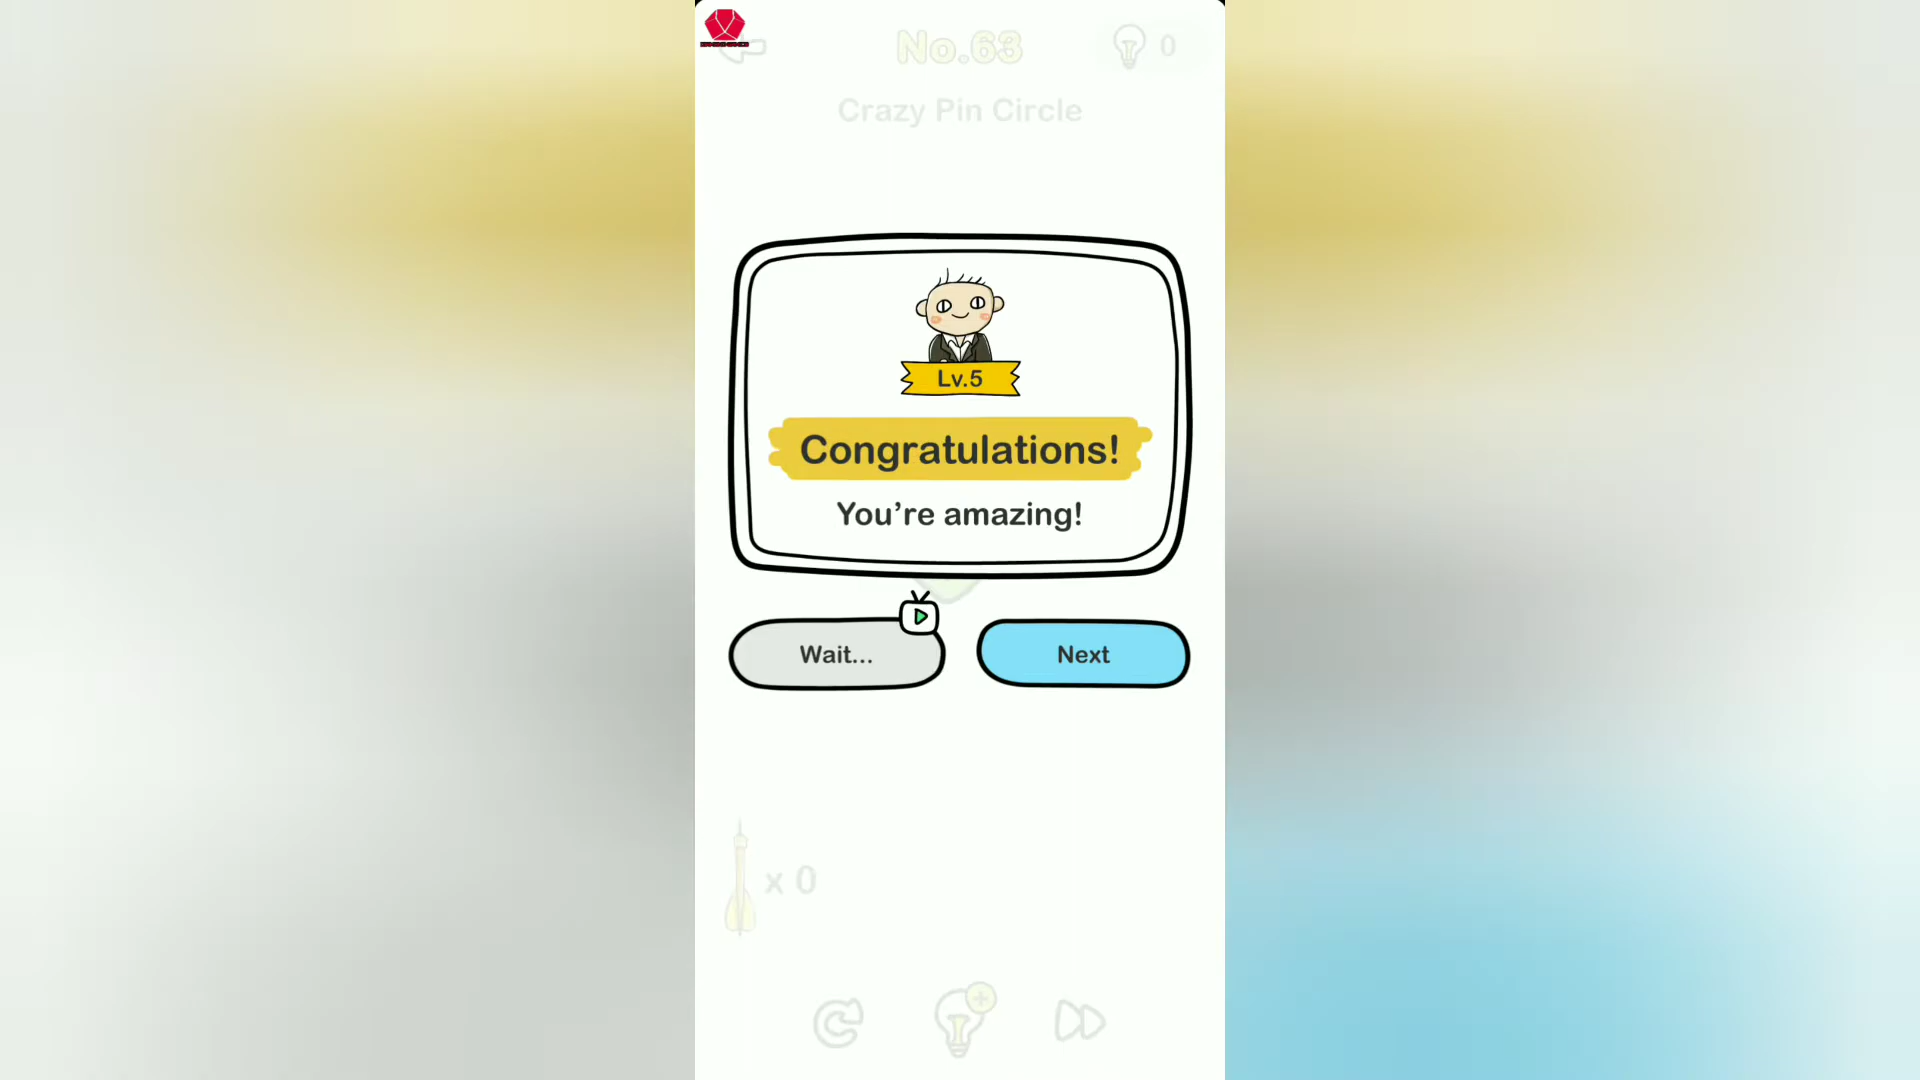 No.63
0
Crazy Pin Circle
Lv.5
Congratulations!
You’re amazing!
Wait...
Next
x 0